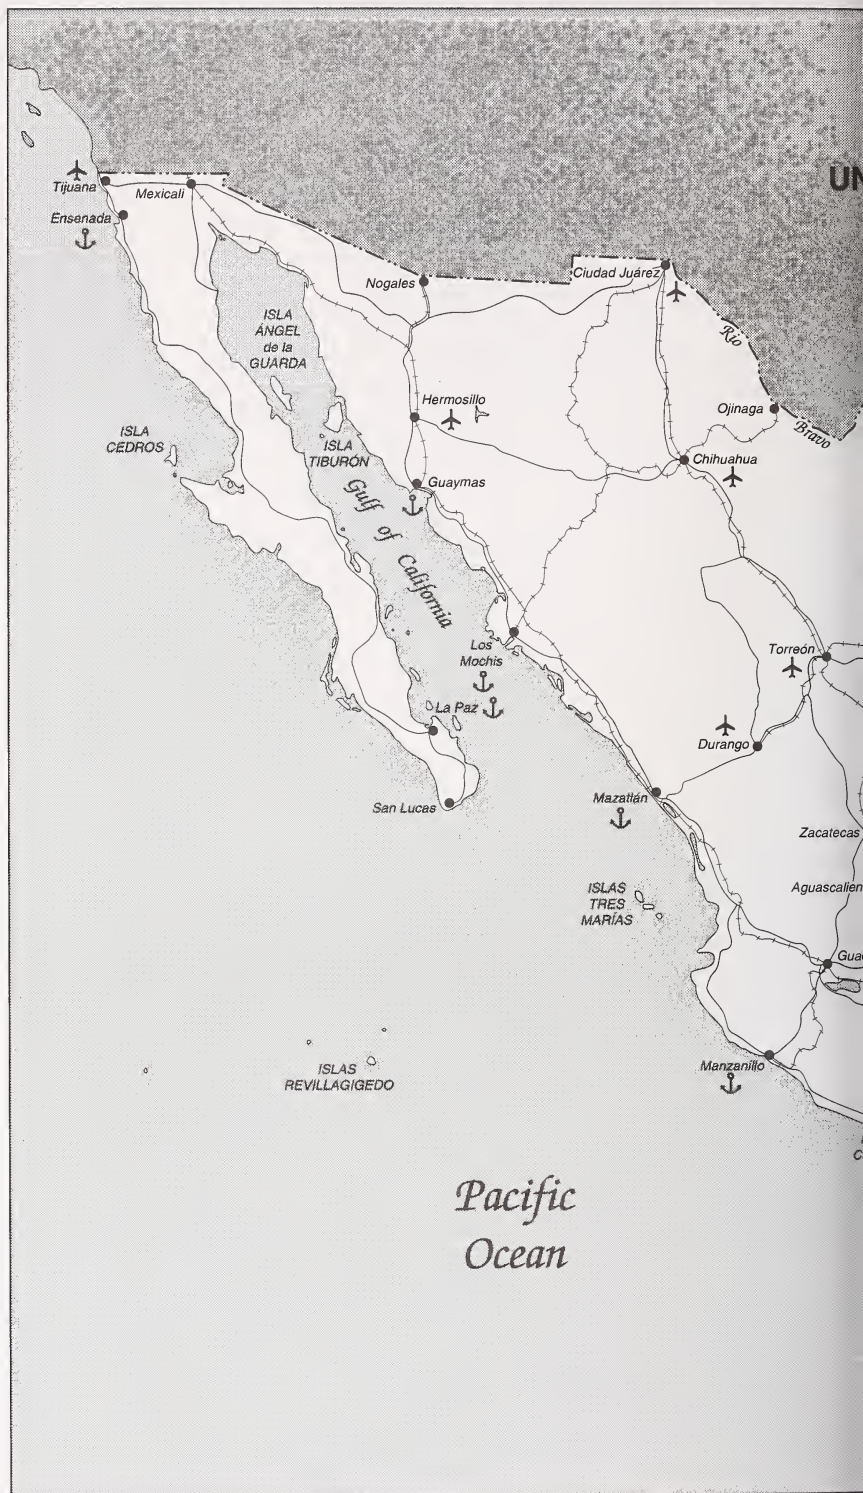 UN
Tijuana
Mexicali
Ensenada
Nogales
Ciudad Juárez
Rio
Bravo
ISLA
ÁNGEL
de la
GUARDA
Hermosillo
Ojinaga
ISLA
CEDROS
ISLA
TIBURÓN
Chihuahua
Gulf of California
Guaymas
Los
Mochis
Torreón
La Paz
Durango
San Lucas
Mazatlán
Zacatecas
Aguascalien
ISLAS
TRES
MARÍAS
Gua
ISLAS
REVILLAGIGEDO
Manzanillo
Pacific
Ocean